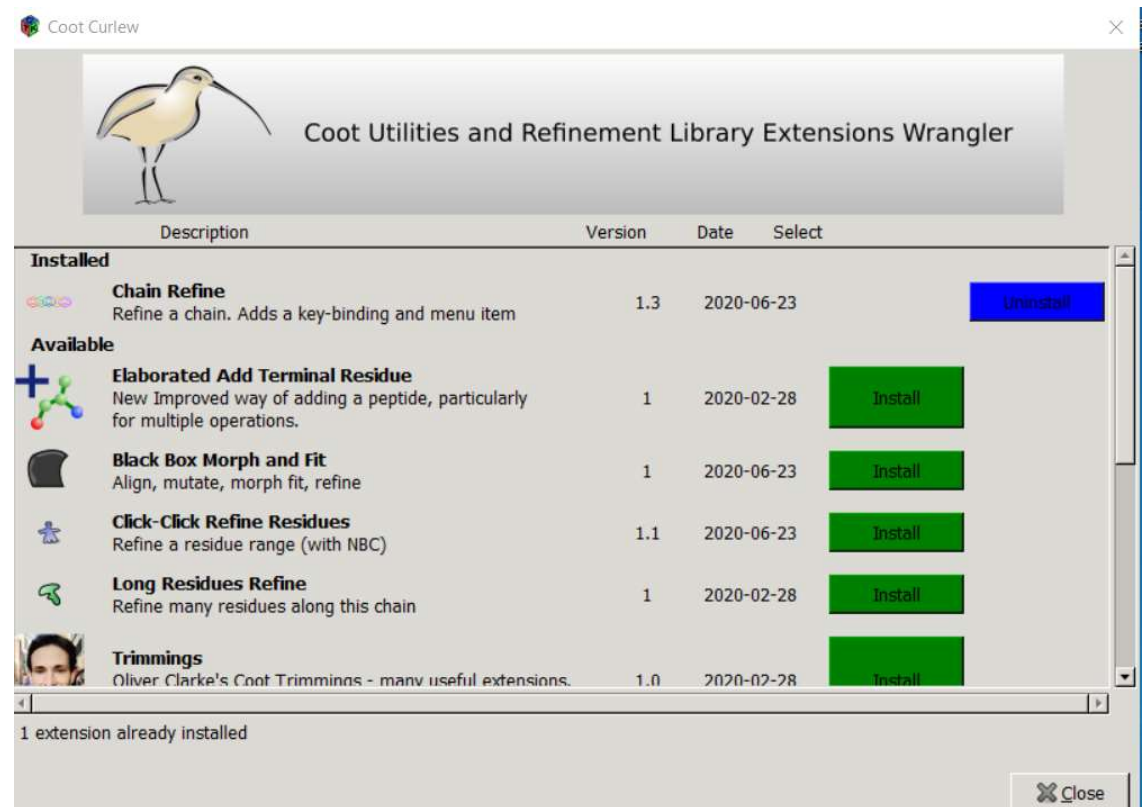 Coot Curlew
Coot Utilities and Refinement Library Extensions Wrangler
Description Version Date Select
Installed
Chain Refine
Refine a chain. Adds a key-binding and menu item 1.3 2020-06-23 Uninstall
Available
Elaborated Add Terminal Residue
New Improved way of adding a peptide, particularly
for multiple operations. 1 2020-02-28 Install
Black Box Morph and Fit
Align, mutate, morph fit, refine 1 2020-06-23 Install
Click-Click Refine Residues
Refine a residue range (with NBC) 1.1 2020-06-23 Install
Long Residues Refine
Refine many residues along this chain 1 2020-02-28 Install
Trimmings
Oliver Clarke's Coot Trimmings - many useful extensions. 1.0 2020-02-28 Install
1 extension already installed
Close